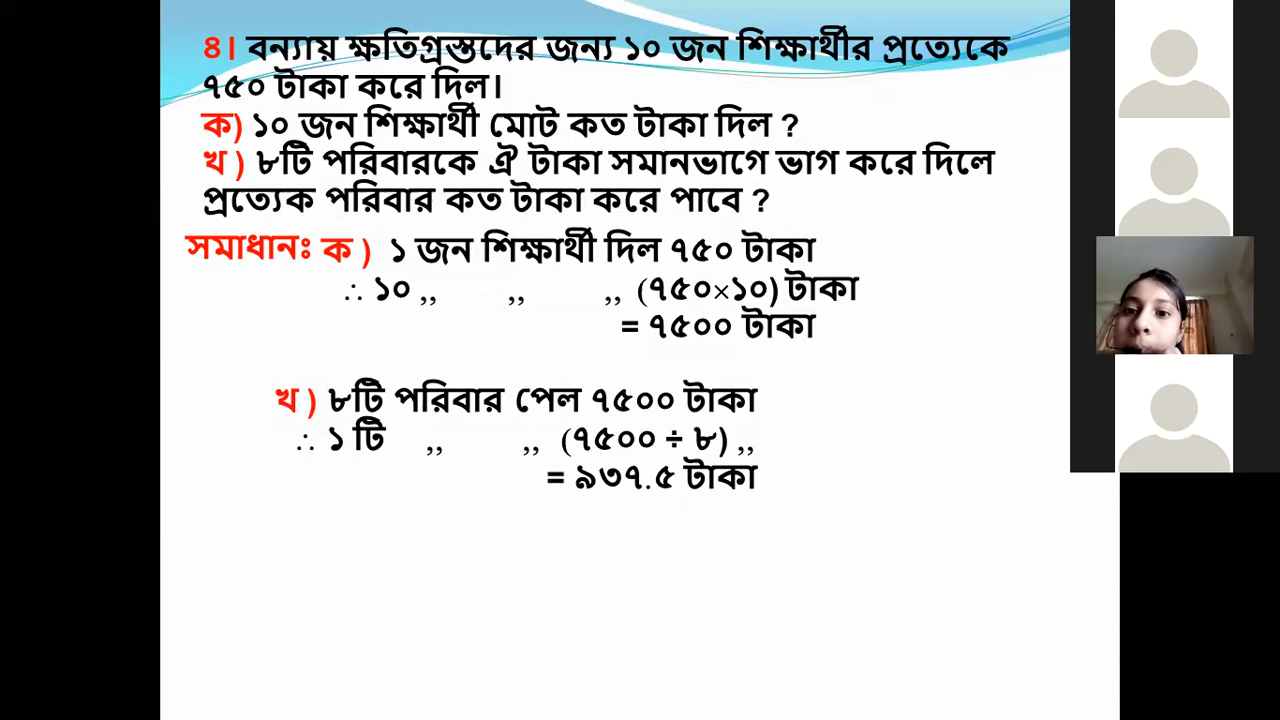 ৪। বন্যায় ক্ষতিগ্রস্তদের জন্য ১০ জন শিক্ষার্থীর প্রত্যেকে
৭৫০ টাকা করে দিল।
ক) ১০ জন শিক্ষার্থী মোট কত টাকা দিল ?
খ ) ৮টি পরিবারকে ঐ টাকা সমানভাগে ভাগ করে দিলে
প্রত্যেক পরিবার কত টাকা করে পাবে ?
সমাধানঃ ক ) ১ জন শিক্ষার্থী দিল ৭৫০ টাকা
∴ ১০ ,, ,, ,, (৭৫০×১০) টাকা
= ৭৫০০ টাকা
খ ) ৮টি পরিবার পেল ৭৫০০ টাকা
∴ ১ টি ,, ,, (৭৫০০ ÷ ৮) ,,
= ৯৩৭.৫ টাকা